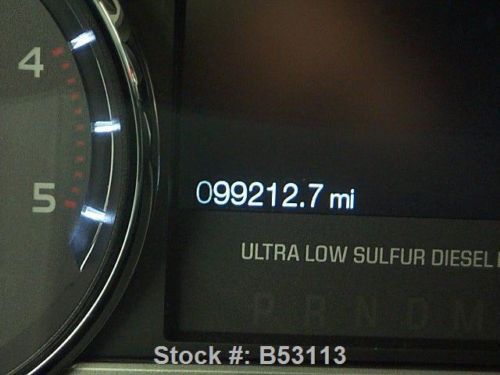 4
5
099212.7 mi
ULTRA LOW SULFUR DIESEL
P R N D M
Stock #: B53113